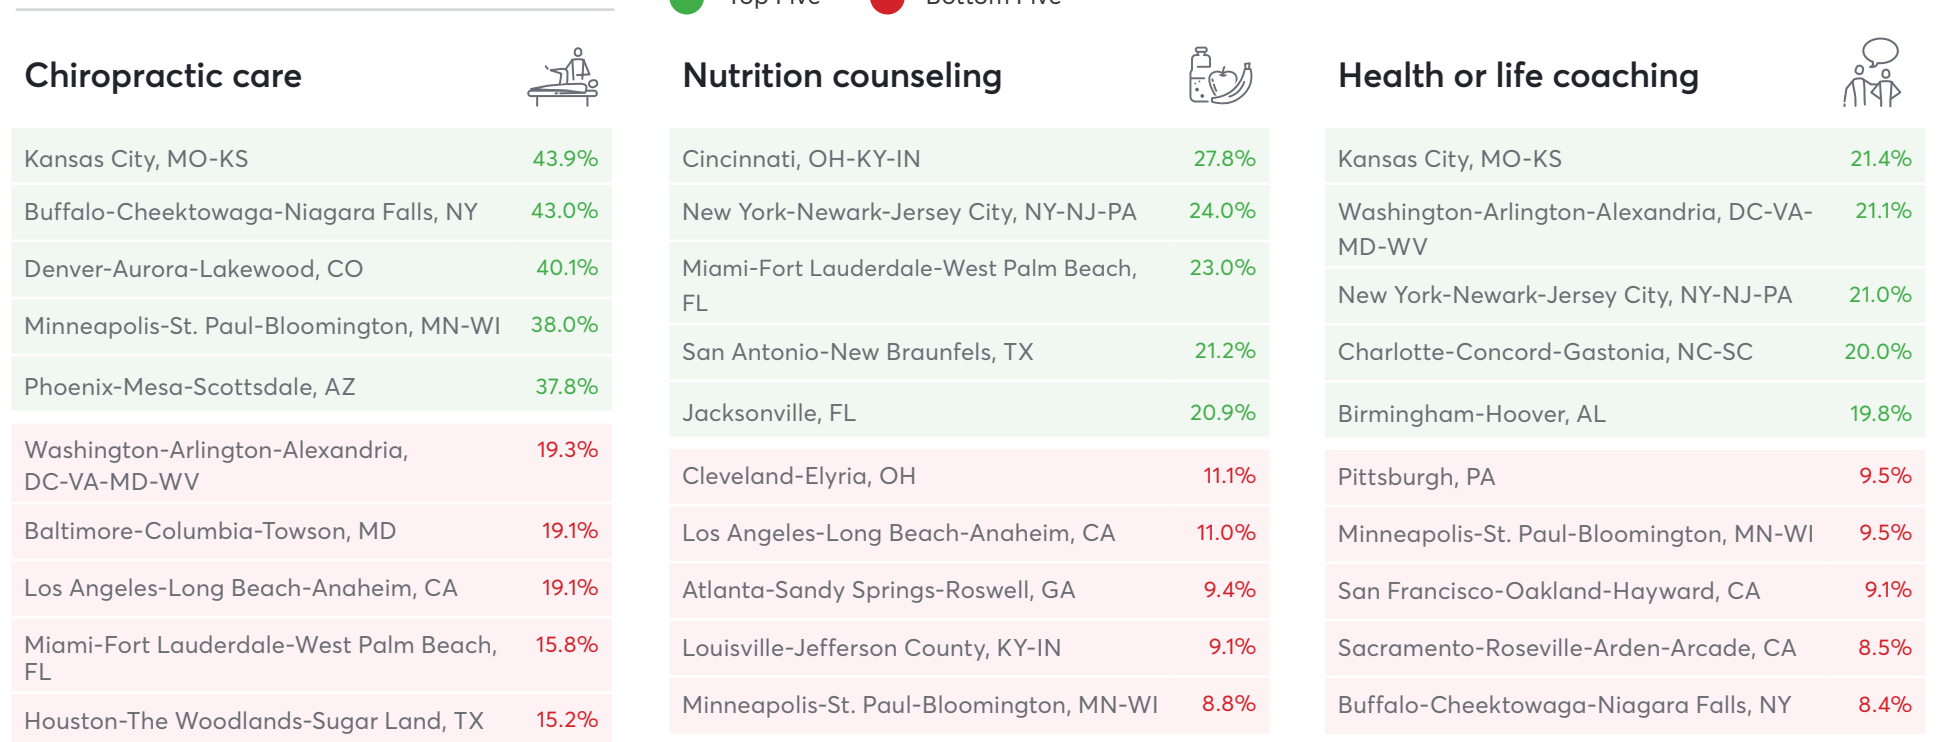 Top Five
Bottom Five
Chiropractic care
Kansas City, MO-KS 43.9%
Buffalo-Cheektowaga-Niagara Falls, NY 43.0%
Denver-Aurora-Lakewood, CO 40.1%
Minneapolis-St. Paul-Bloomington, MN-WI 38.0%
Phoenix-Mesa-Scottsdale, AZ 37.8%
Washington-Arlington-Alexandria, 19.3%
DC-VA-MD-WV
Baltimore-Columbia-Towson, MD 19.1%
Los Angeles-Long Beach-Anaheim, CA 19.1%
Miami-Fort Lauderdale-West Palm Beach, 15.8%
FL
Houston-The Woodlands-Sugar Land, TX 15.2%
Nutrition counseling
Cincinnati, OH-KY-IN 27.8%
New York-Newark-Jersey City, NY-NJ-PA 24.0%
Miami-Fort Lauderdale-West Palm Beach, 23.0%
FL
San Antonio-New Braunfels, TX 21.2%
Jacksonville, FL 20.9%
Cleveland-Elyria, OH 11.1%
Los Angeles-Long Beach-Anaheim, CA 11.0%
Atlanta-Sandy Springs-Roswell, GA 9.4%
Louisville-Jefferson County, KY-IN 9.1%
Minneapolis-St. Paul-Bloomington, MN-WI 8.8%
Health or life coaching
Kansas City, MO-KS 21.4%
Washington-Arlington-Alexandria, DC-VA- 21.1%
MD-WV
New York-Newark-Jersey City, NY-NJ-PA 21.0%
Charlotte-Concord-Gastonia, NC-SC 20.0%
Birmingham-Hoover, AL 19.8%
Pittsburgh, PA 9.5%
Minneapolis-St. Paul-Bloomington, MN-WI 9.5%
San Francisco-Oakland-Hayward, CA 9.1%
Sacramento-Roseville-Arden-Arcade, CA 8.5%
Buffalo-Cheektowaga-Niagara Falls, NY 8.4%